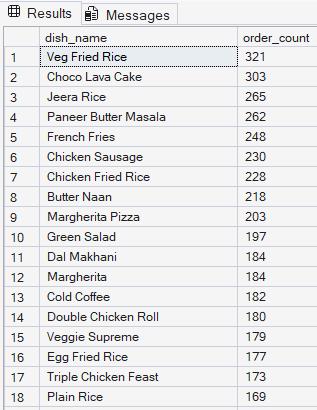 Results Messages
dish_name order_count
1 Veg Fried Rice 321
2 Choco Lava Cake 303
3 Jeera Rice 265
4 Paneer Butter Masala 262
5 French Fries 248
6 Chicken Sausage 230
7 Chicken Fried Rice 228
8 Butter Naan 218
9 Margherita Pizza 203
10 Green Salad 197
11 Dal Makhani 184
12 Margherita 184
13 Cold Coffee 182
14 Double Chicken Roll 180
15 Veggie Supreme 179
16 Egg Fried Rice 177
17 Triple Chicken Feast 173
18 Plain Rice 169